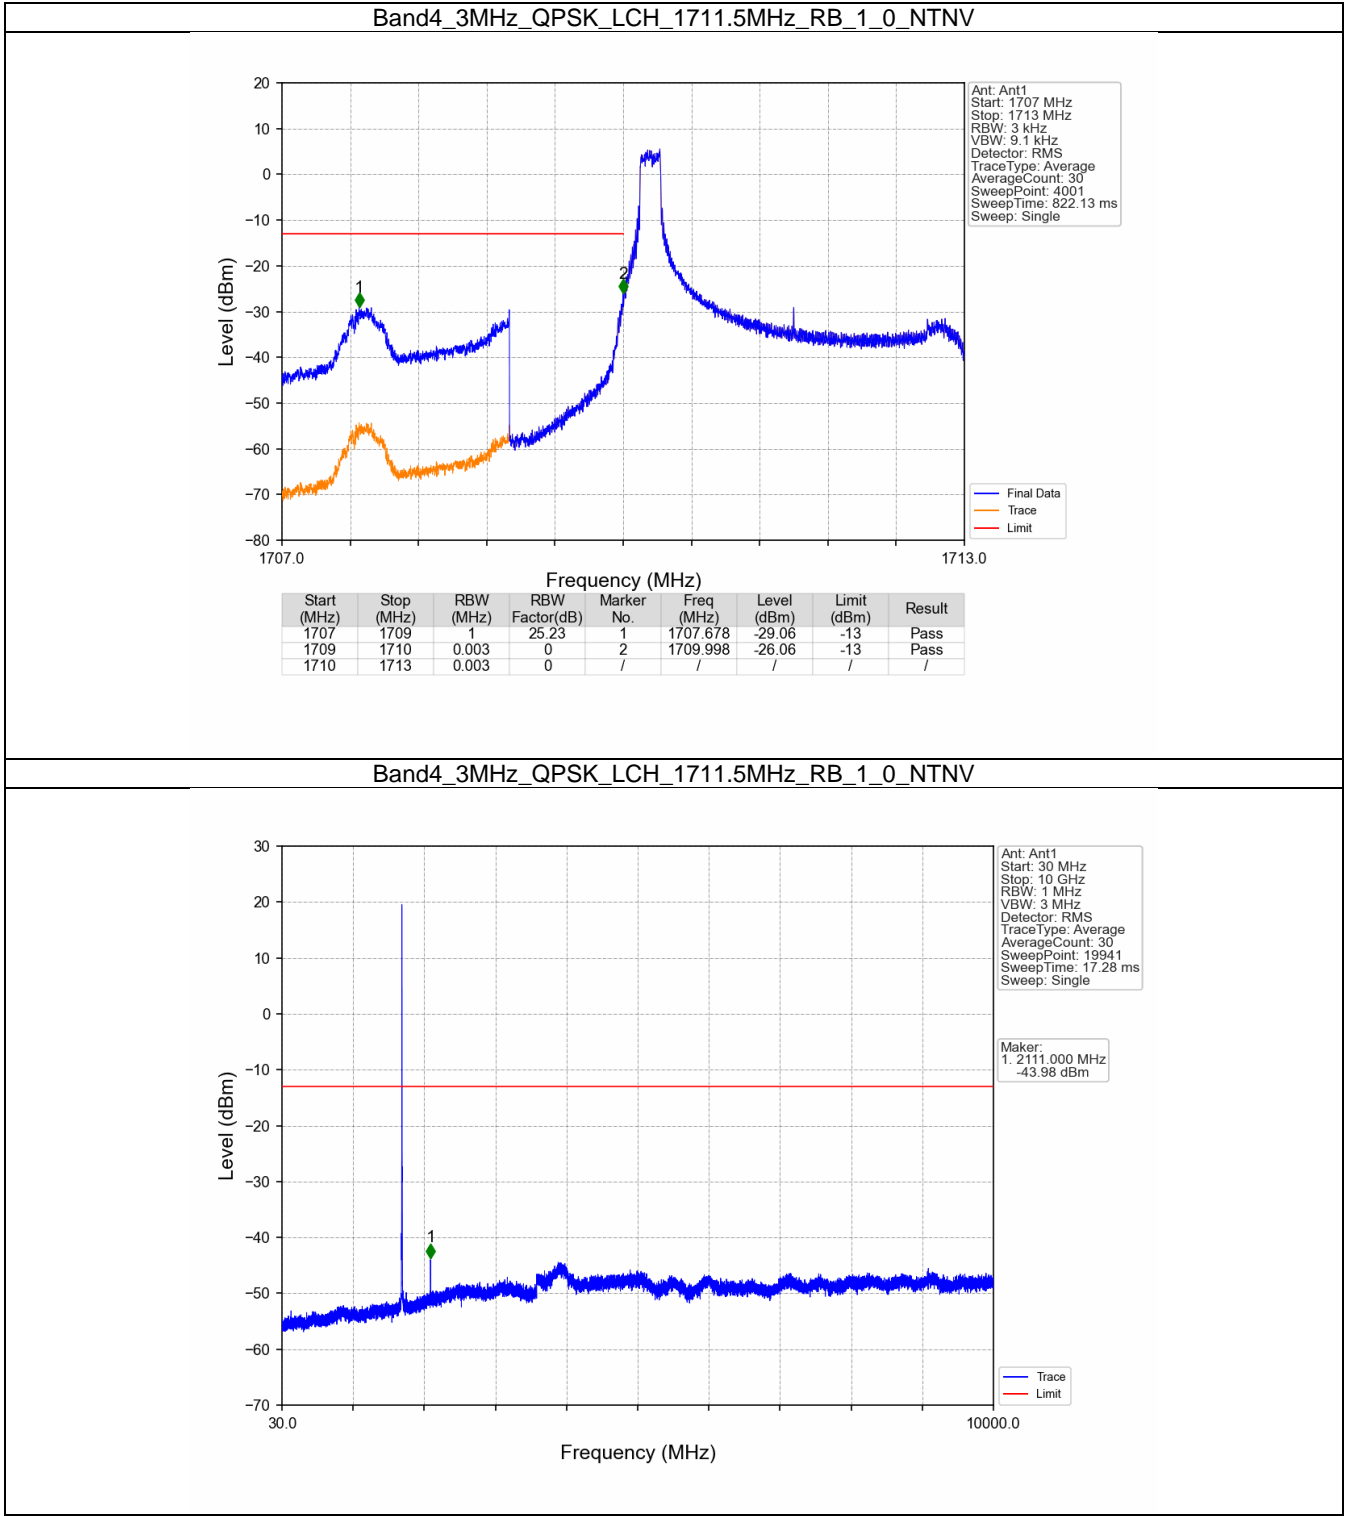 Band4_3MHz_QPSK_LCH_1711.5MHz_RB_1_0_NTNV
20
10
0
−10
−20
−30
−40
−50
−60
−70
−80
Level (dBm)
1
2
1707.0
1713.0
Frequency (MHz)
Ant: Ant1
Start: 1707 MHz
Stop: 1713 MHz
RBW: 3 kHz
VBW: 9.1 kHz
Detector: RMS
TraceType: Average
AverageCount: 30
SweepPoint: 4001
SweepTime: 822.13 ms
Sweep: Single
Final Data
Trace
Limit
Start (MHz) Stop (MHz) RBW (MHz) RBW Factor(dB) Marker No. Freq (MHz) Level (dBm) Limit (dBm) Result
1707 1709 1 25.23 1 1707.678 -29.06 -13 Pass
1709 1710 0.003 0 2 1709.998 -26.06 -13 Pass
1710 1713 0.003 0 / / / / /
Band4_3MHz_QPSK_LCH_1711.5MHz_RB_1_0_NTNV
30
20
10
0
−10
−20
−30
−40
−50
−60
−70
Level (dBm)
1
30.0
10000.0
Frequency (MHz)
Ant: Ant1
Start: 30 MHz
Stop: 10 GHz
RBW: 1 MHz
VBW: 3 MHz
Detector: RMS
TraceType: Average
AverageCount: 30
SweepPoint: 19941
SweepTime: 17.28 ms
Sweep: Single
Maker:
1. 2111.000 MHz
-43.98 dBm
Trace
Limit